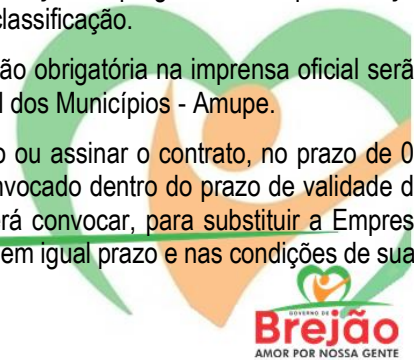 classificação.
ão obrigatória na imprensa oficial será
l dos Municípios - Amupe.
o ou assinar o contrato, no prazo de 0
nvocado dentro do prazo de validade d
erá convocar, para substituir a Empres
em igual prazo e nas condições de sua
GOVERNO DE
Brejão
AMOR POR NOSSA GENTE